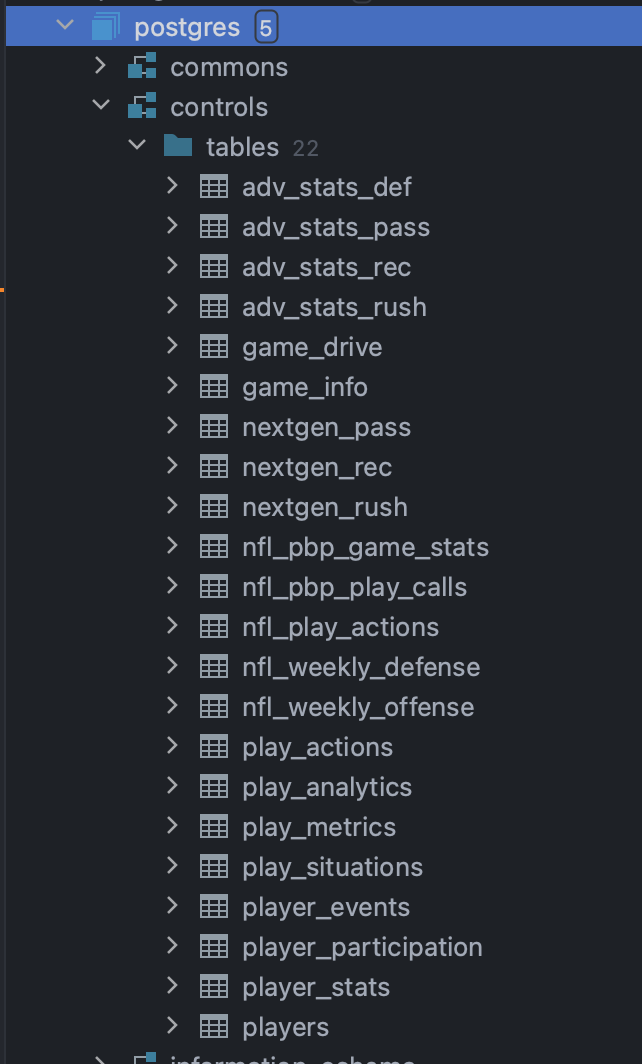 postgres 5
commons
controls
tables 22
adv_stats_def
adv_stats_pass
adv_stats_rec
adv_stats_rush
game_drive
game_info
nextgen_pass
nextgen_rec
nextgen_rush
nfl_pbp_game_stats
nfl_pbp_play_calls
nfl_play_actions
nfl_weekly_defense
nfl_weekly_offense
play_actions
play_analytics
play_metrics
play_situations
player_events
player_participation
player_stats
players
information_schema